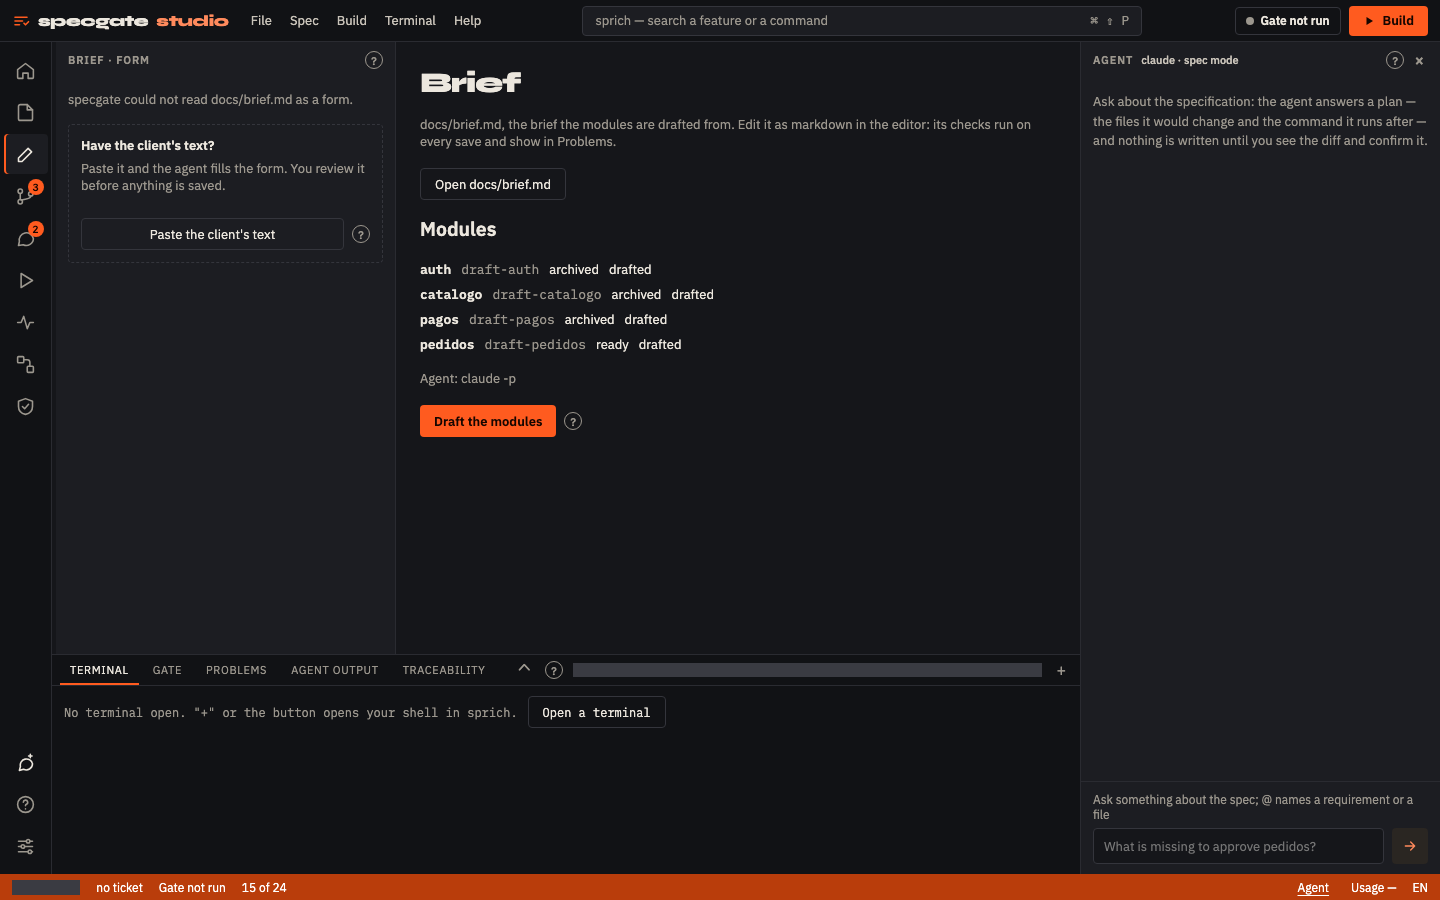 specgate studio File Spec Build Terminal Help sprich — search a feature or a command ⌘ ⇧ P Gate not run Build
BRIEF · FORM ?
specgate could not read docs/brief.md as a form.
Have the client's text?
Paste it and the agent fills the form. You review it
before anything is saved.
Paste the client's text ?
3
2
Brief
docs/brief.md, the brief the modules are drafted from. Edit it as markdown in the editor: its checks run on
every save and show in Problems.
Open docs/brief.md
Modules
auth draft-auth archived drafted
catalogo draft-catalogo archived drafted
pagos draft-pagos archived drafted
pedidos draft-pedidos ready drafted
Agent: claude -p
Draft the modules ?
AGENT claude · spec mode ? ×
Ask about the specification: the agent answers a plan —
the files it would change and the command it runs after —
and nothing is written until you see the diff and confirm it.
TERMINAL GATE PROBLEMS AGENT OUTPUT TRACEABILITY ? +
No terminal open. "+" or the button opens your shell in sprich. Open a terminal
Ask something about the spec; @ names a requirement or a
file
What is missing to approve pedidos?
no ticket Gate not run 15 of 24 Agent Usage — EN